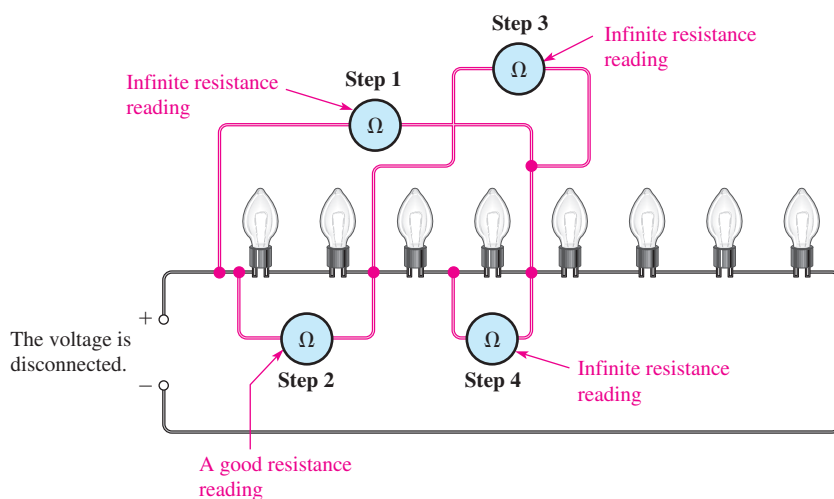 Step 3
Infinite resistance
reading
Ω
Infinite resistance
reading
Step 1
Ω
+
The voltage is
disconnected.
−
Ω
Step 2
Ω
Step 4
Infinite resistance
reading
A good resistance
reading